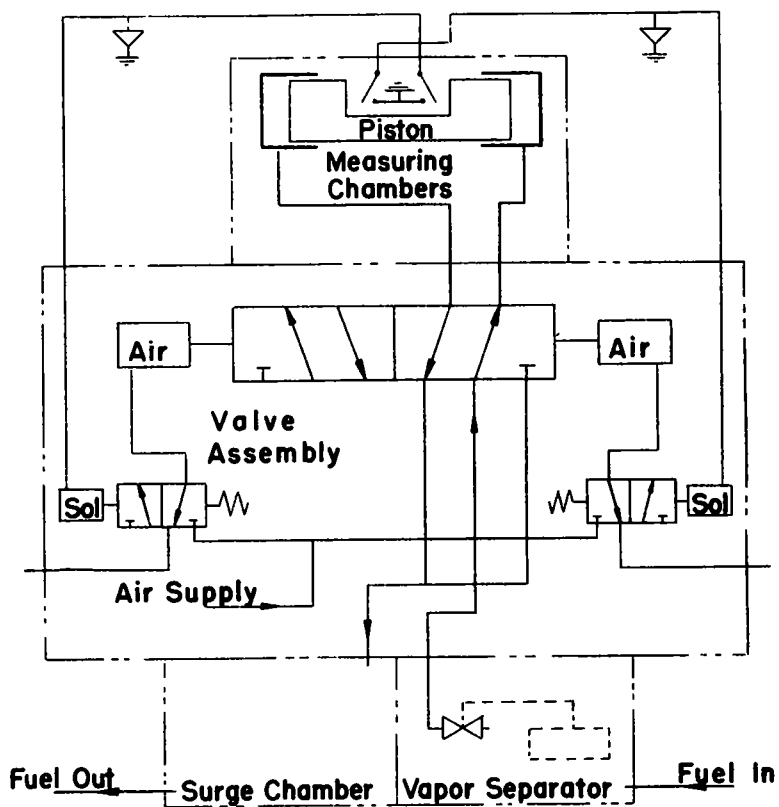 Piston
Measuring
Chambers
Air
Air
Valve
Assembly
Sol
Sol
Air Supply
Fuel Out
Surge Chamber
Vapor Separator
Fuel In